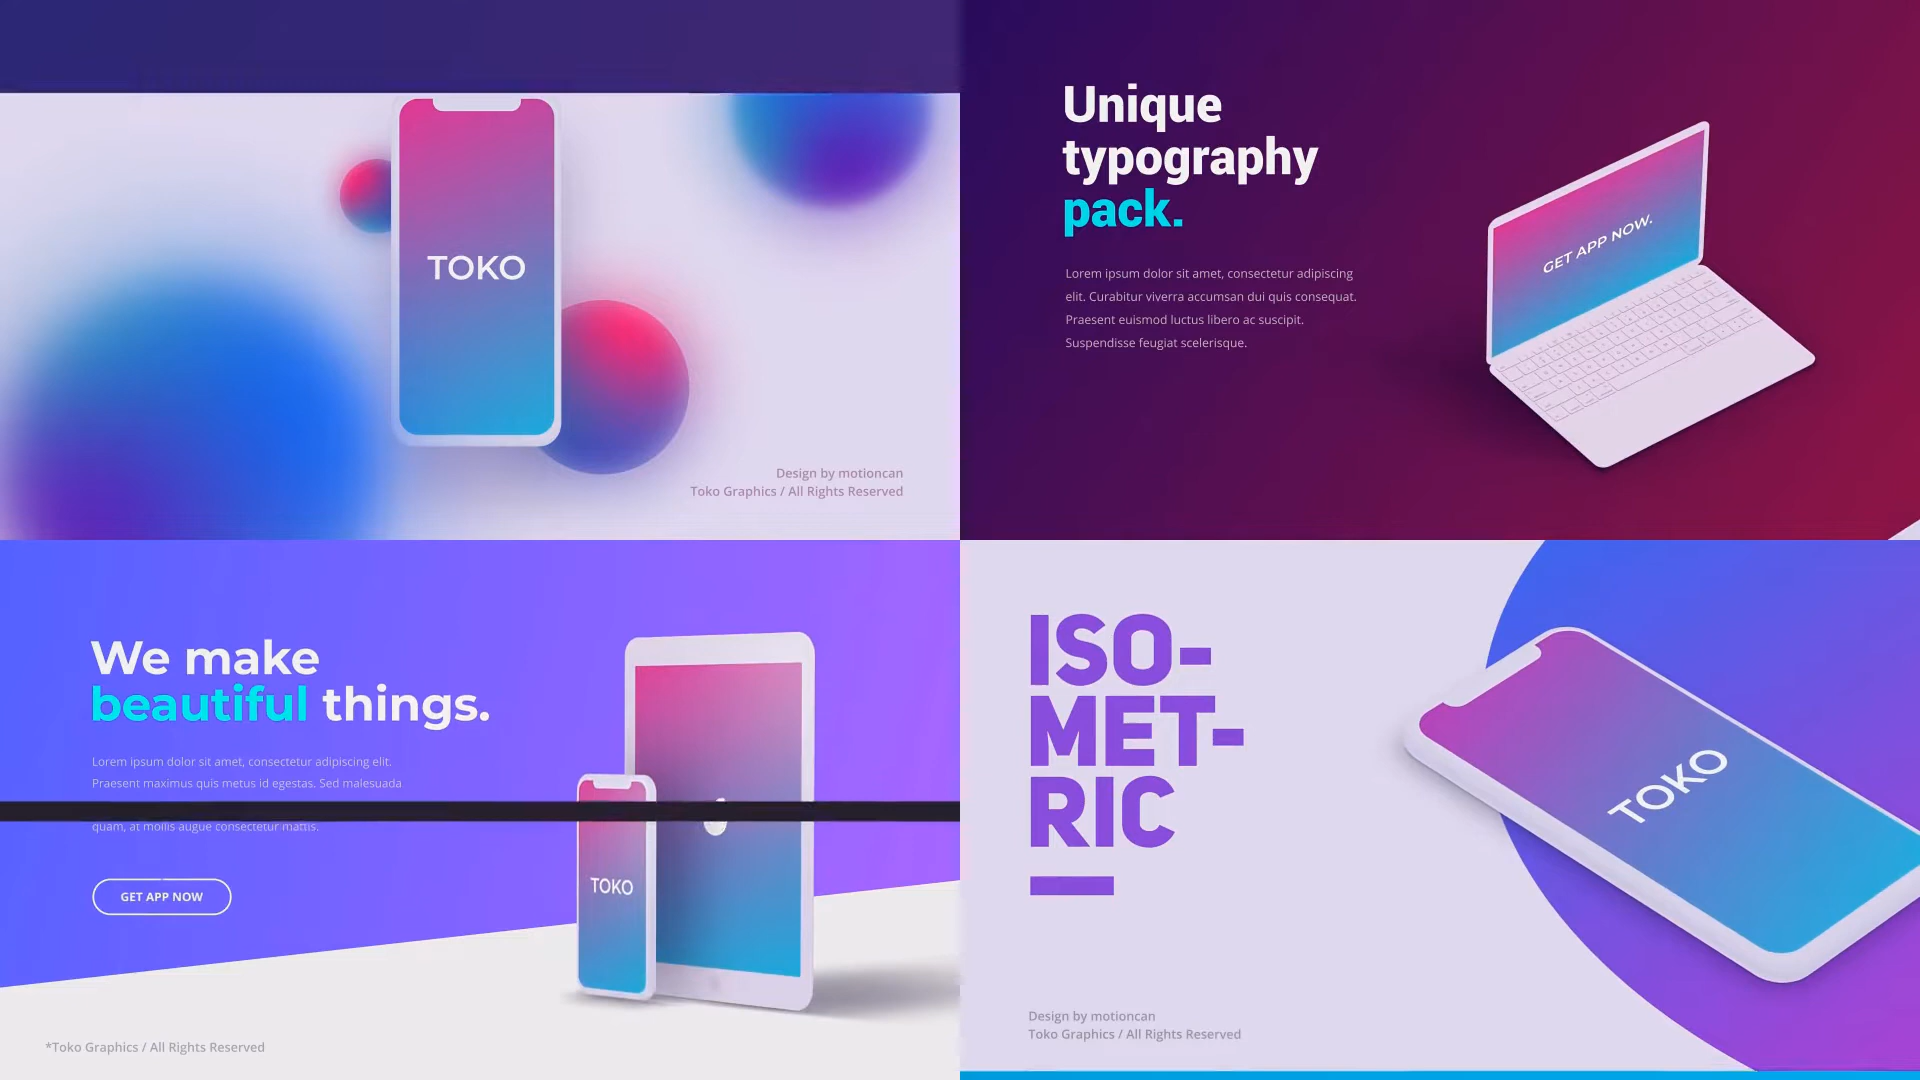 TOKO
Design by motioncan
Toko Graphics / All Rights Reserved
Unique
typography
pack.
Lorem ipsum dolor sit amet, consectetur adipiscing
elit. Curabitur viverra accumsan dui quis consequat.
Praesent euismod luctus libero ac suscipit.
Suspendisse feugiat scelerisque.
GET APP NOW.
We make
beautiful things.
Lorem ipsum dolor sit amet, consectetur adipiscing elit.
Praesent maximus quis metus id egestas. Sed malesuada
quam, at mollis augue consectetur mattis.
GET APP NOW
TOKO
*Toko Graphics / All Rights Reserved
ISO-
MET-
RIC
TOKO
Design by motioncan
Toko Graphics / All Rights Reserved